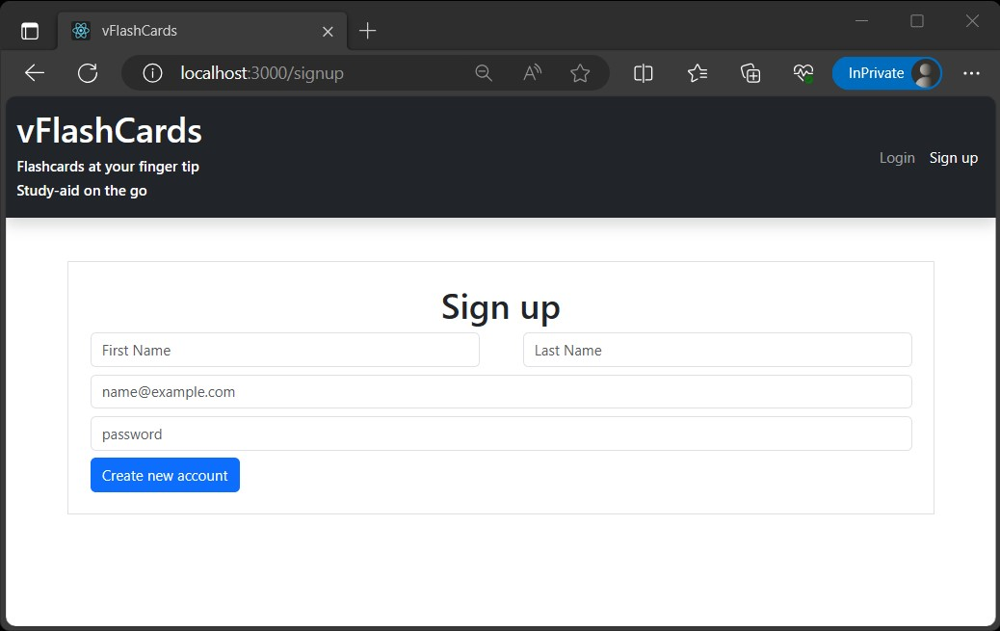 vFlashCards
localhost:3000/signup
InPrivate
vFlashCards
Flashcards at your finger tip
Study-aid on the go
Login Sign up
Sign up
First Name Last Name
name@example.com
password
Create new account